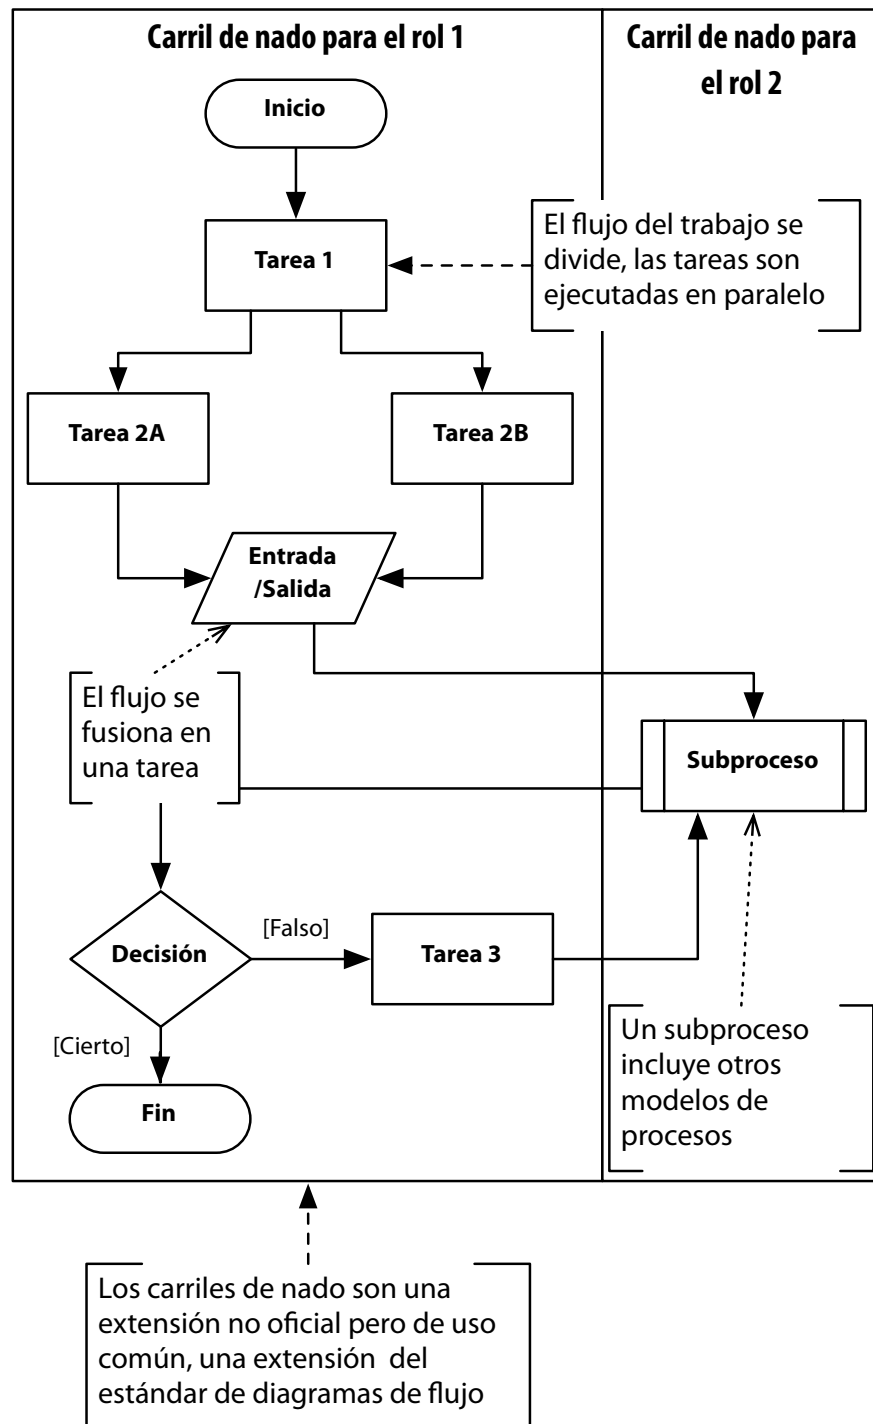 Carril de nado para el rol 1
Carril de nado para
el rol 2
Inicio
Tarea 1
El flujo del trabajo se
divide, las tareas son
ejecutadas en paralelo
Tarea 2A
Tarea 2B
Entrada
/Salida
El flujo se
fusiona en
una tarea
Subproceso
Decisión
[Falso]
Tarea 3
[Cierto]
Fin
Un subproceso
incluye otros
modelos de
procesos
Los carriles de nado son una
extensión no oficial pero de uso
común, una extensión del
estándar de diagramas de flujo